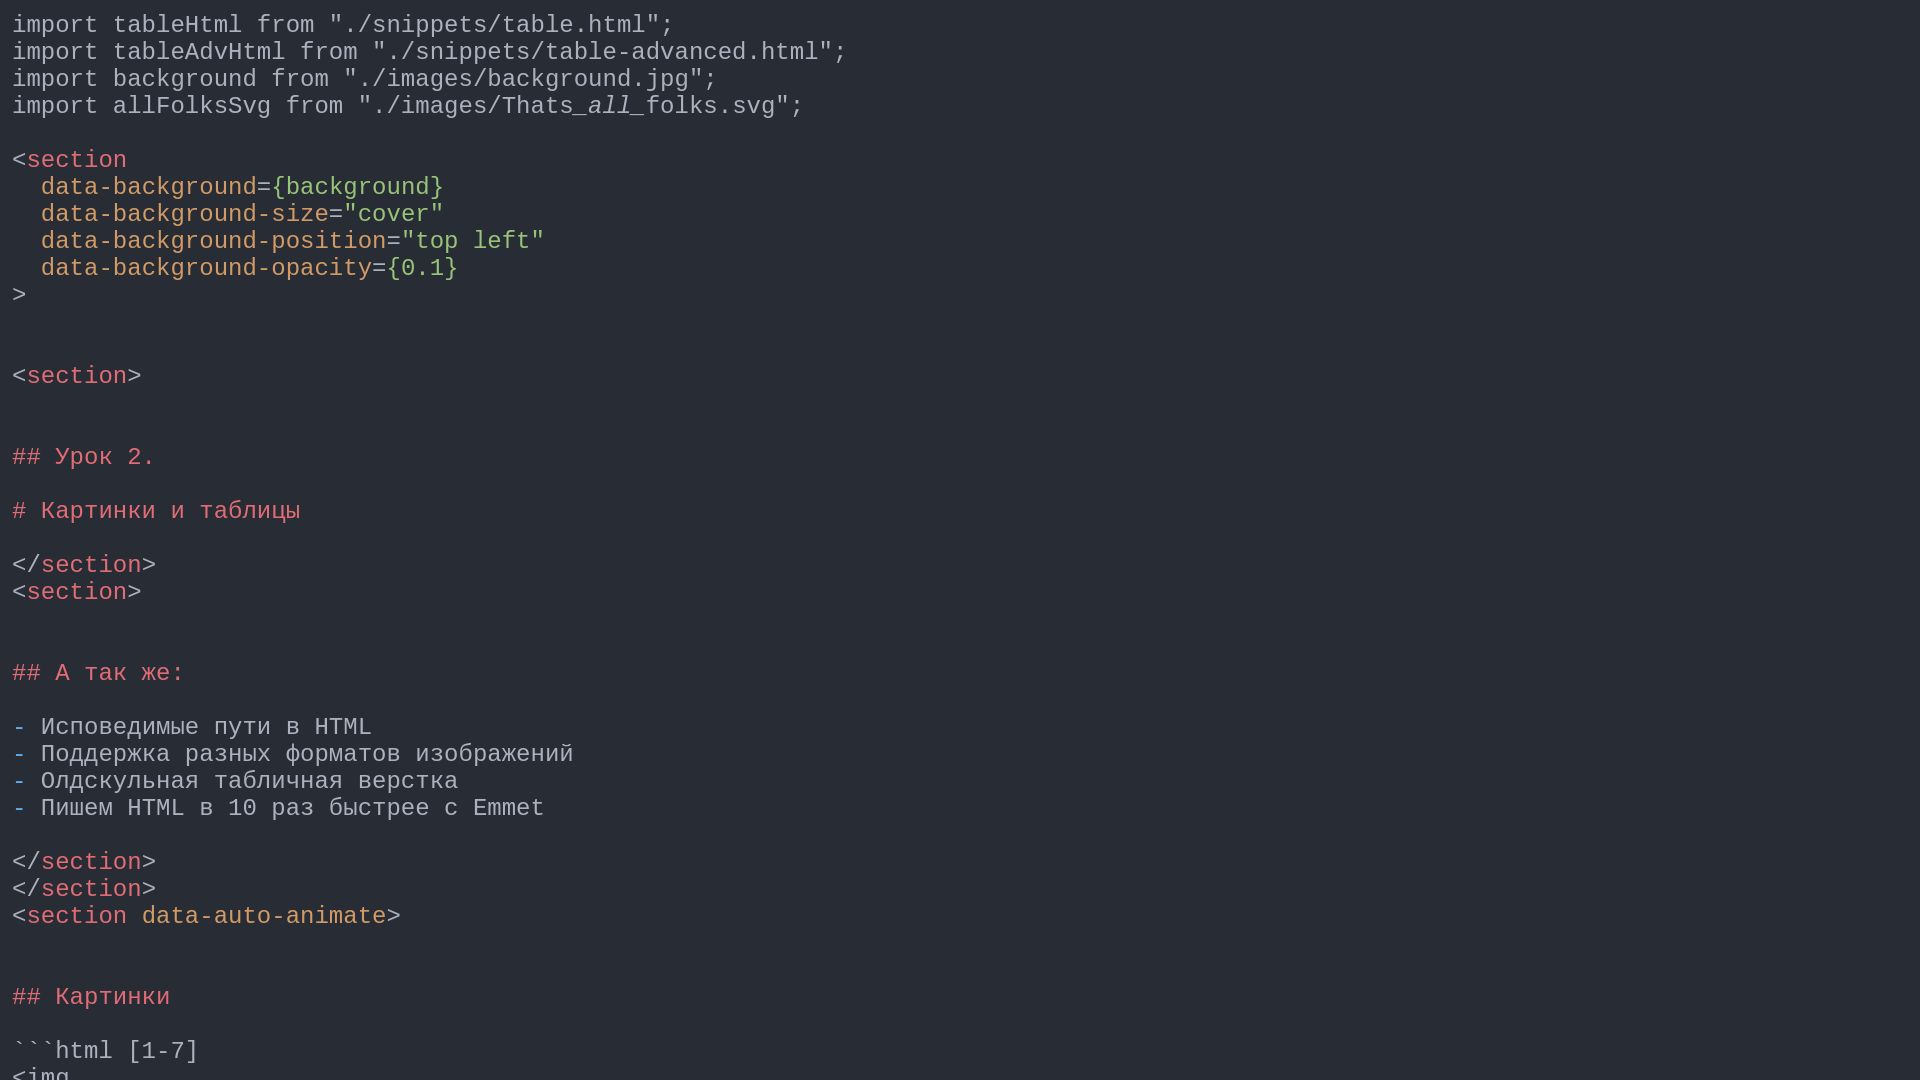 import tableHtml from "./snippets/table.html";
import tableAdvHtml from "./snippets/table-advanced.html";
import background from "./images/background.jpg";
import allFolksSvg from "./images/Thats_all_folks.svg";
<section
  data-background={background}
  data-background-size="cover"
  data-background-position="top left"
  data-background-opacity={0.1}
>
<section>
## Урок 2.
# Картинки и таблицы
</section>
<section>
## А так же:
- Исповедимые пути в HTML
- Поддержка разных форматов изображений
- Олдскульная табличная верстка
- Пишем HTML в 10 раз быстрее с Emmet
</section>
</section>
<section data-auto-animate>
## Картинки
```html [1-7]
<img